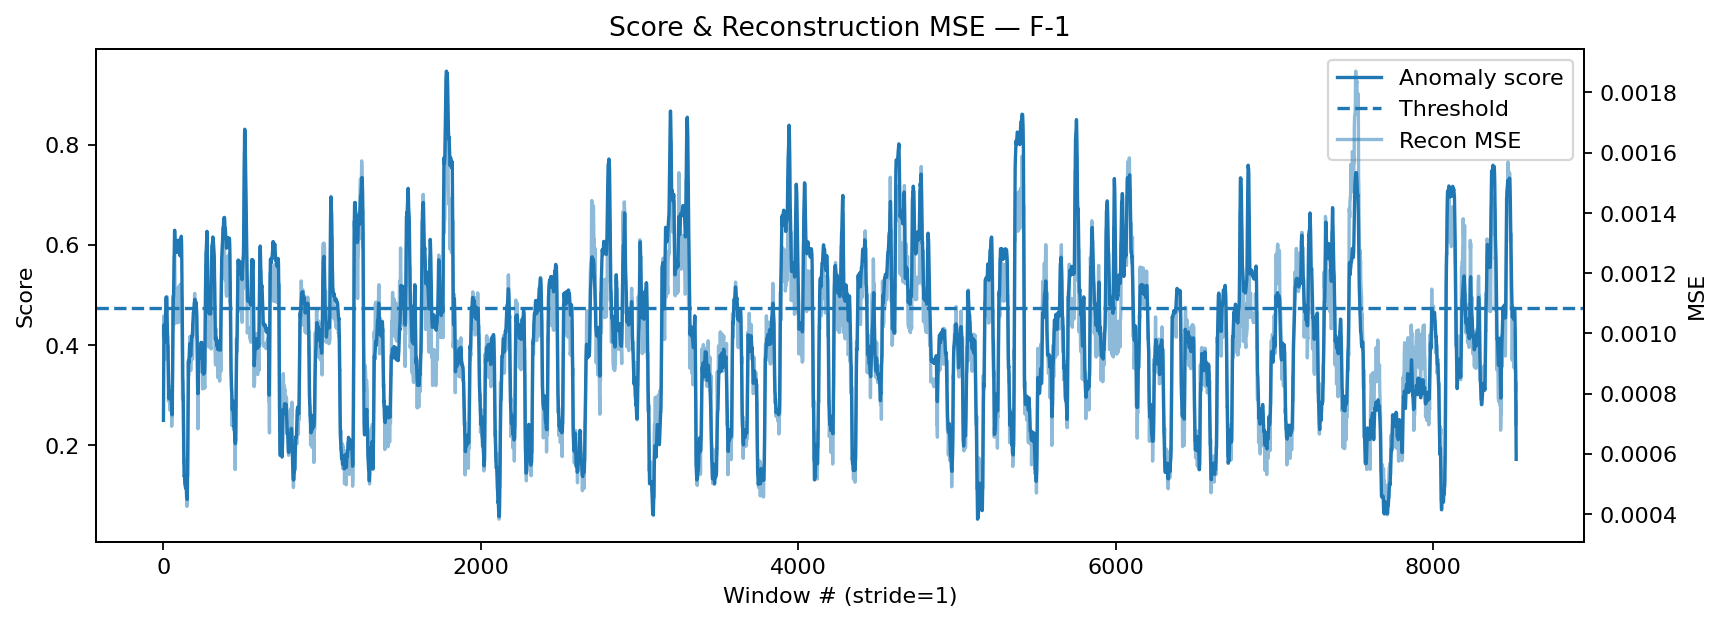 Score & Reconstruction MSE — F-1
Anomaly score
Threshold
Recon MSE
Score
0.8
0.6
0.4
0.2
0.0018
0.0016
0.0014
0.0012
0.0010
0.0008
0.0006
0.0004
MSE
0 2000 4000 6000 8000
Window # (stride=1)